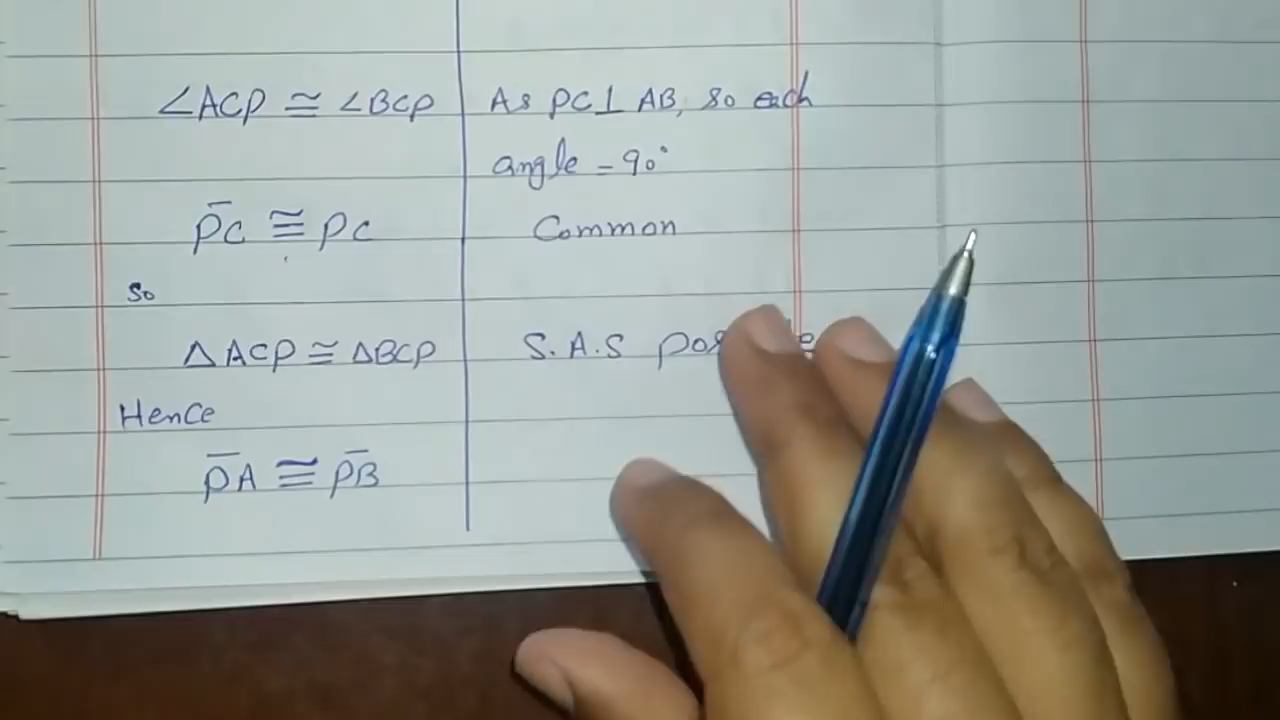 ∠ACP ≅ ∠BCP As PC⊥ AB, so each
angle = 90°
P̅C ≅ PC Common
So
ΔACP ≅ ΔBCP S.A.S
Hence
P̅A ≅ P̅B